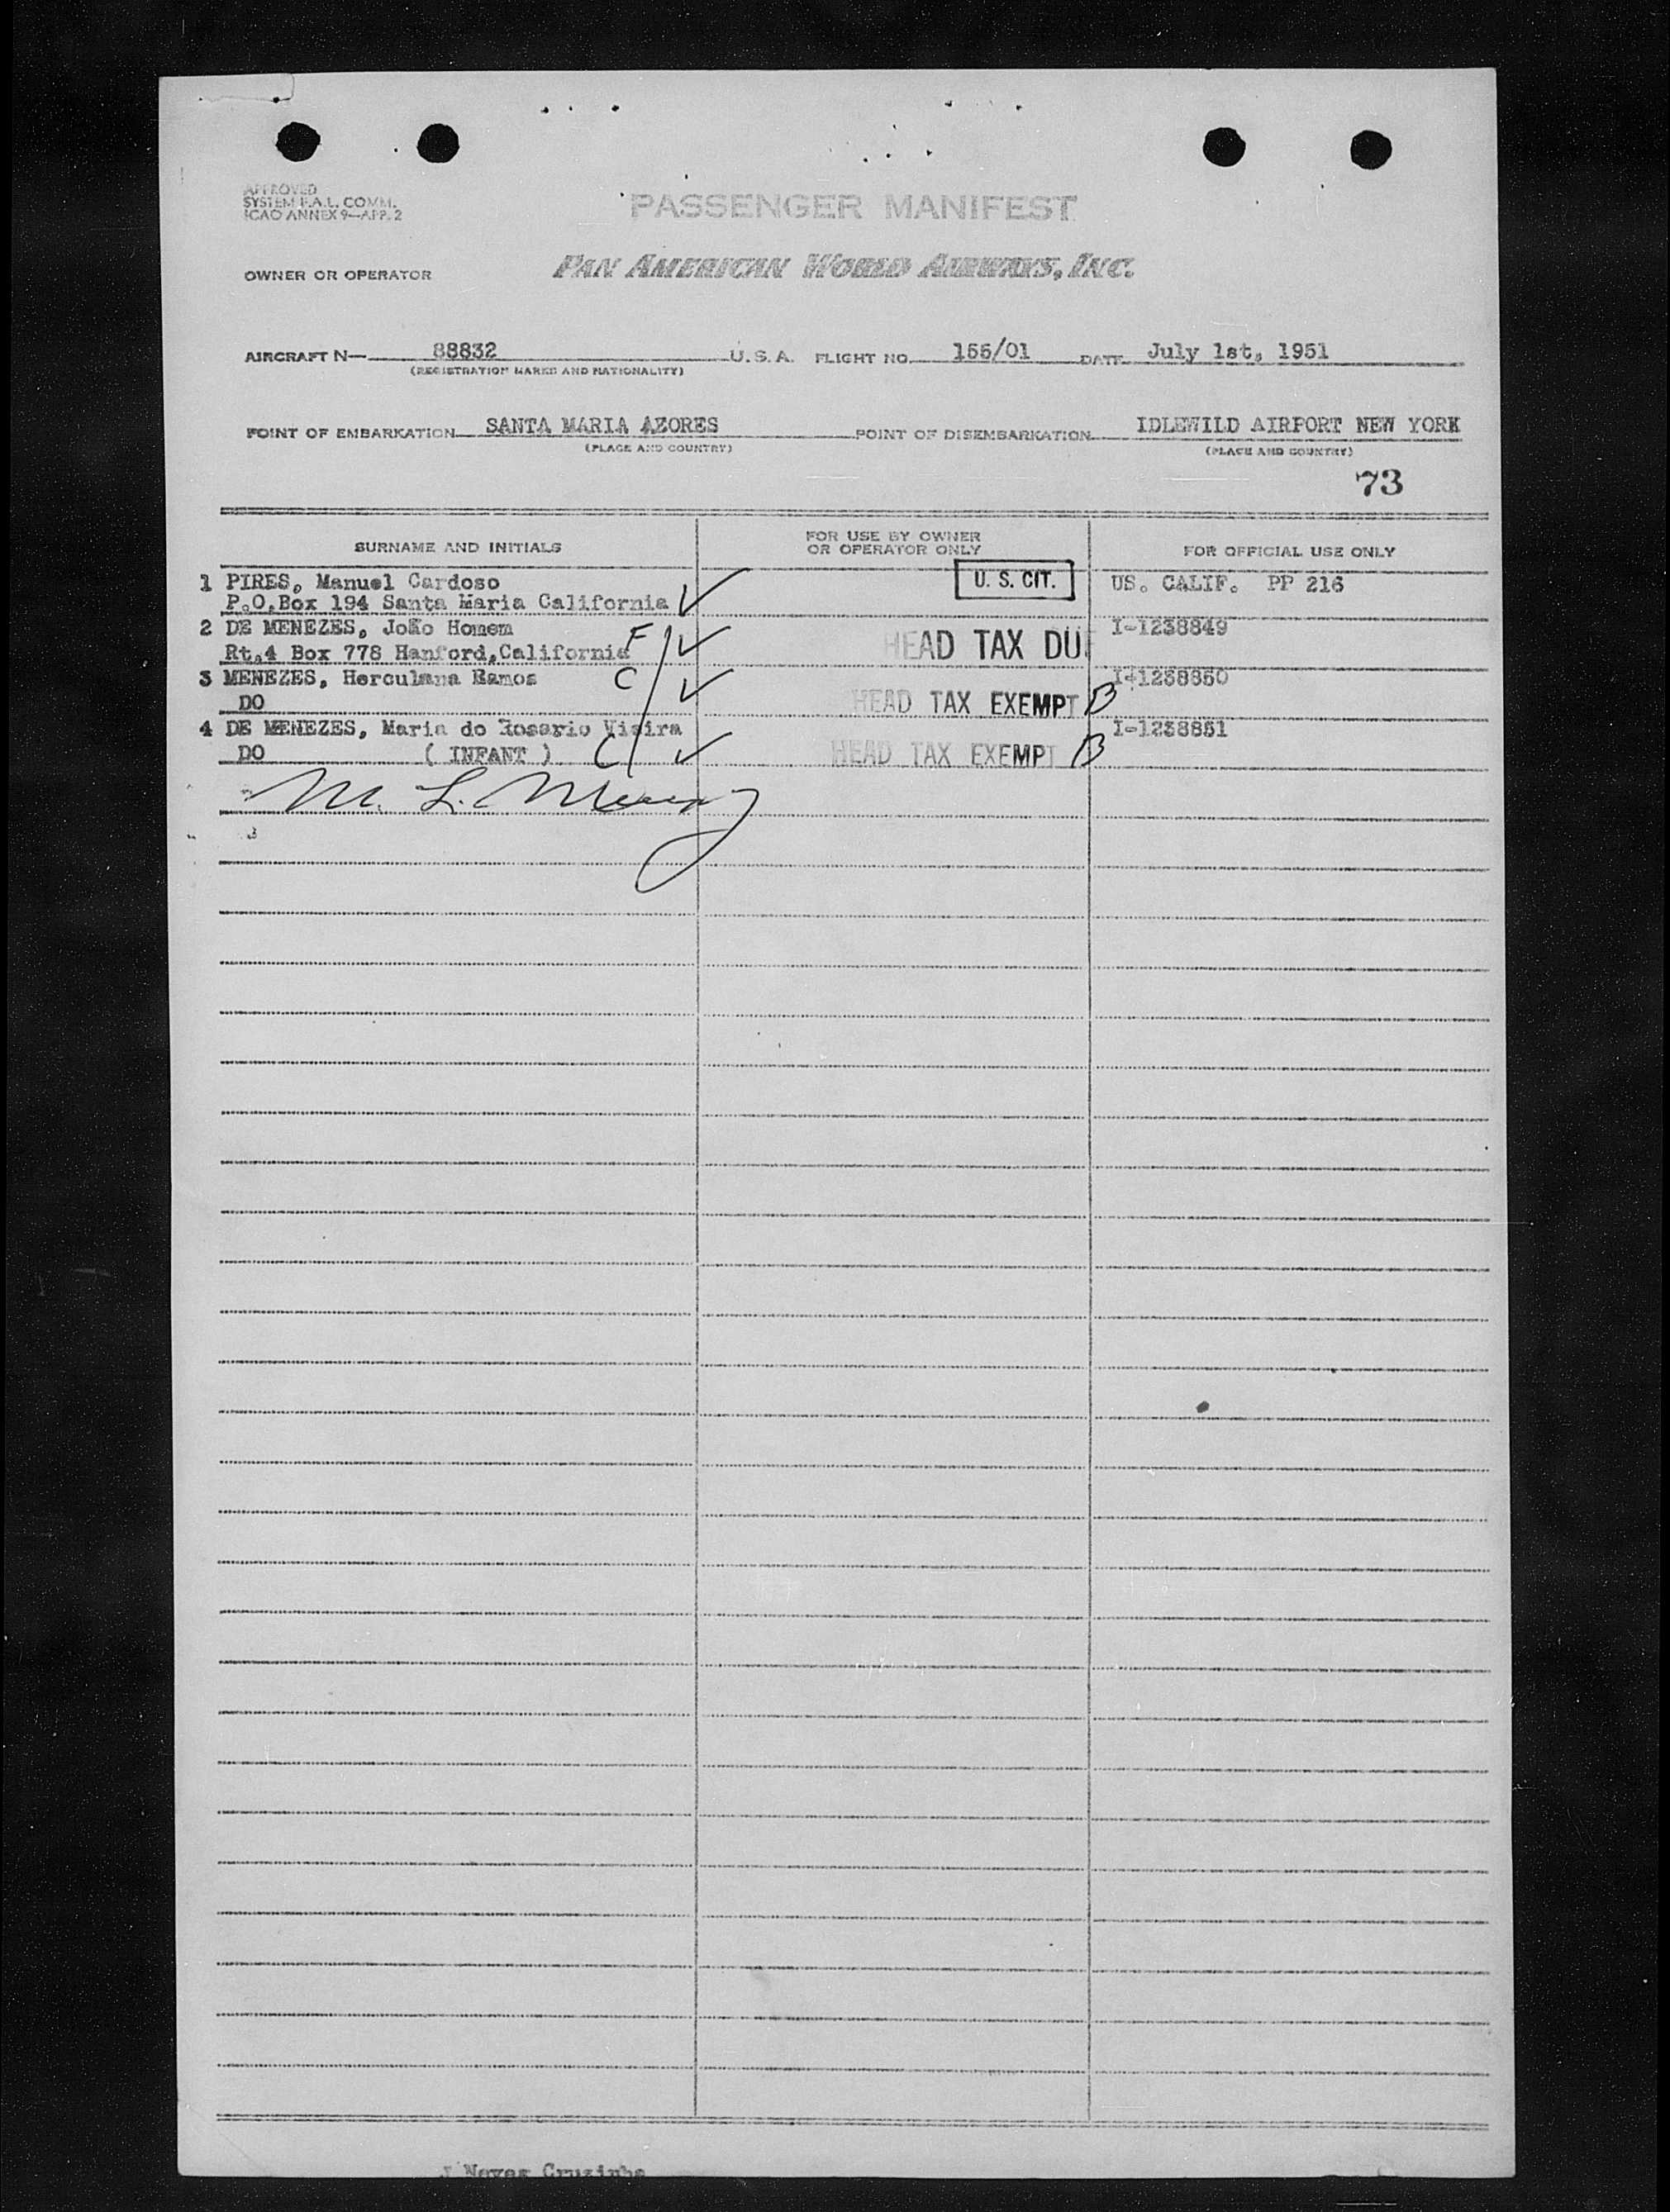 APPROVED
SYSTEM F.A.L. COMM.
ICAO ANNEX 9—APP. 2
PASSENGER MANIFEST
OWNER OR OPERATOR PAN AMERICAN WORLD AIRWAYS, INC.
AIRCRAFT N— 88832 U.S.A. FLIGHT NO. 155/01 DATE July 1st, 1951
(REGISTRATION MARKS AND NATIONALITY)
POINT OF EMBARKATION SANTA MARIA AZORES POINT OF DISEMBARKATION IDLEWILD AIRPORT NEW YORK
(PLACE AND COUNTRY) (PLACE AND COUNTRY)
73
SURNAME AND INITIALS
FOR USE BY OWNER
OR OPERATOR ONLY
FOR OFFICIAL USE ONLY
1 PIRES, Manuel Cardoso U. S. CIT. US. CALIF. PP 216
P.O.Box 194 Santa Maria California ✓
2 DE MENEZES, João Homem F ✓ HEAD TAX DUE I-1238849
Rt.4 Box 778 Hanford,California
3 MENEZES, Herculana Ramos C ✓ I-1238850
DO HEAD TAX EXEMPT B
4 DE MENEZES, Maria do Rosario Vieira I-1238851
DO ( INFANT ) C ✓ HEAD TAX EXEMPT B
M. L.
J Neves Cruzinha